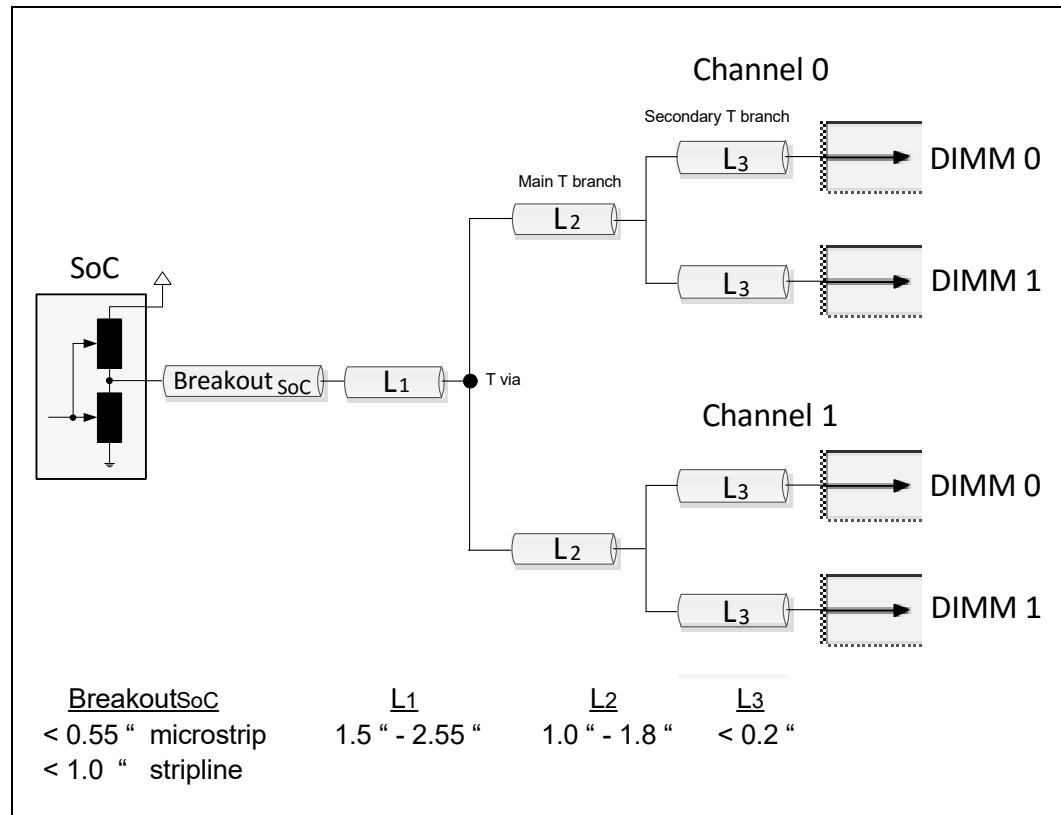 Channel 0
Secondary T branch
L3
DIMM 0
Main T branch
L2
SoC
L3
DIMM 1
Breakout SoC
L1
T via
Channel 1
L3
DIMM 0
L2
L3
DIMM 1
BreakoutSoC L1 L2 L3
< 0.55 “ microstrip 1.5 “ - 2.55 “ 1.0 “ - 1.8 “ < 0.2 “
< 1.0 “ stripline